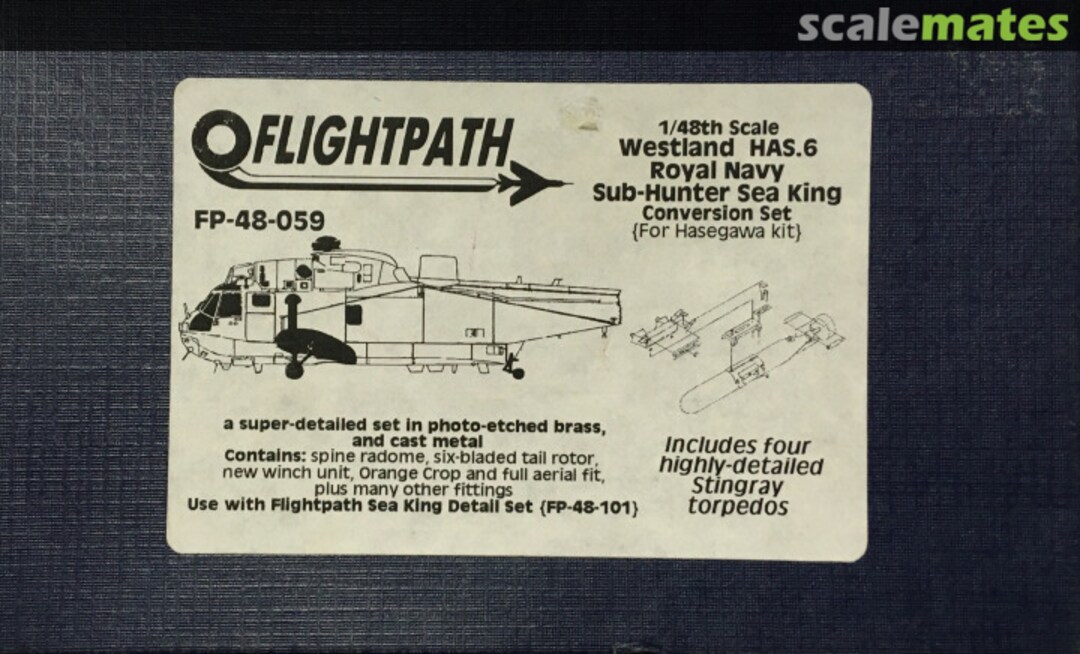 scalemates
FLIGHTPATH
FP-48-059
1/48th Scale
Westland HAS.6
Royal Navy
Sub-Hunter Sea King
Conversion Set
{For Hasegawa kit}
a super-detailed set in photo-etched brass,
and cast metal
Contains: spine radome, six-bladed tail rotor,
new winch unit, Orange Crop and full aerial fit,
plus many other fittings
Use with Flightpath Sea King Detail Set {FP-48-101}
Includes four
highly-detailed
Stingray
torpedos